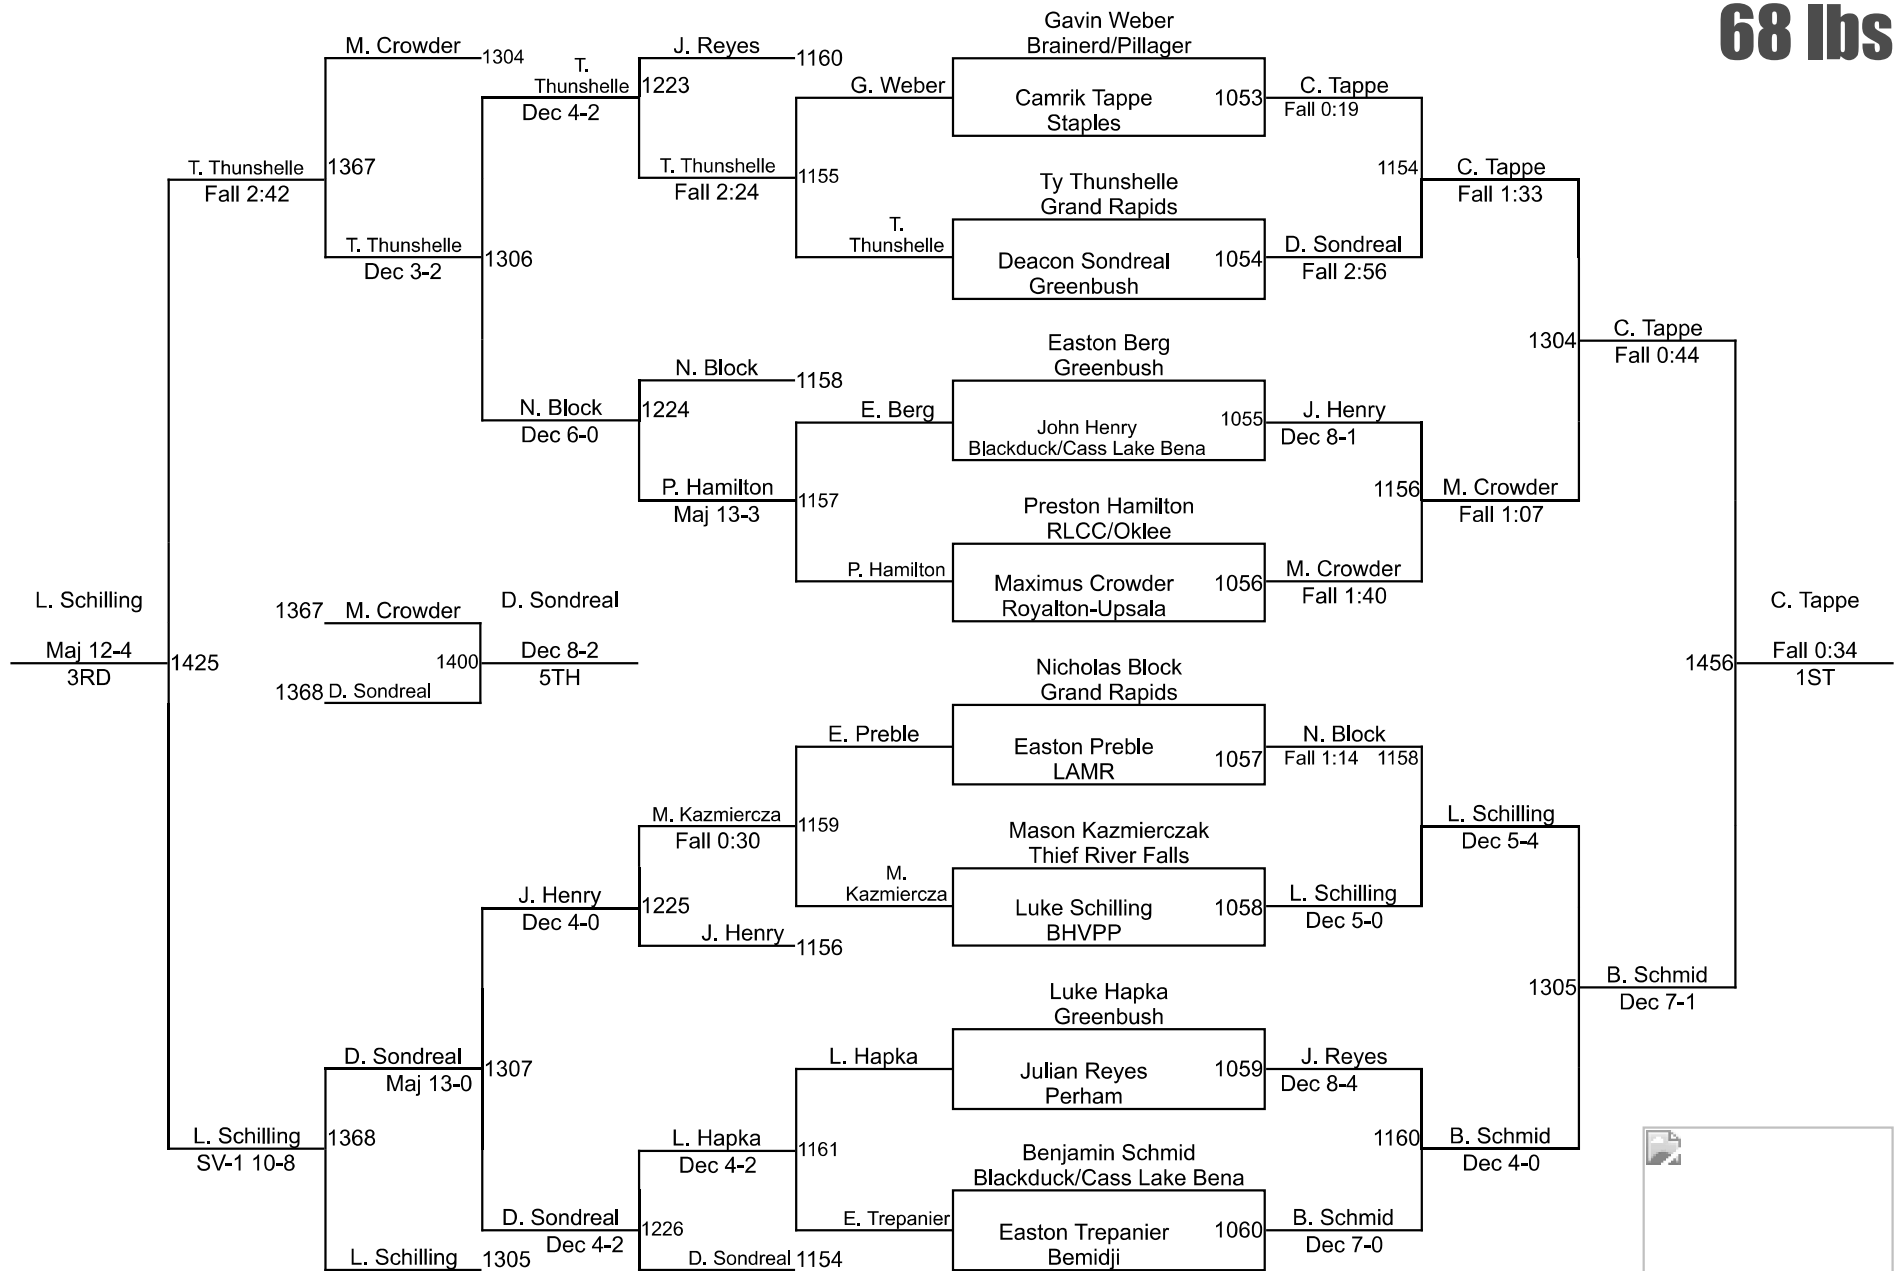 68 lbs
Gavin Weber
Brainerd/Pillager
M. Crowder
1304
J. Reyes
1160
T.
Thunshelle
1223
Dec 4-2
G. Weber
Camrik Tappe
Staples
1053
C. Tappe
Fall 0:19
T. Thunshelle
1367
Fall 2:42
T. Thunshelle
Fall 2:24
1155
Ty Thunshelle
Grand Rapids
1154
C. Tappe
Fall 1:33
T. Thunshelle
Dec 3-2
1306
T.
Thunshelle
Deacon Sondreal
Greenbush
1054
D. Sondreal
Fall 2:56
Easton Berg
Greenbush
1304
C. Tappe
Fall 0:44
N. Block
1158
N. Block
1224
Dec 6-0
E. Berg
John Henry
Blackduck/Cass Lake Bena
1055
J. Henry
Dec 8-1
P. Hamilton
Maj 13-3
1157
Preston Hamilton
RLCC/Oklee
1156
M. Crowder
Fall 1:07
P. Hamilton
Maximus Crowder
Royalton-Upsala
1056
M. Crowder
Fall 1:40
L. Schilling
Maj 12-4
3RD
1425
1367
M. Crowder
1400
1368
D. Sondreal
D. Sondreal
Dec 8-2
5TH
C. Tappe
1456
Fall 0:34
1ST
Nicholas Block
Grand Rapids
E. Preble
Easton Preble
LAMR
1057
N. Block
Fall 1:14
1158
M. Kazmiercza
Fall 0:30
1159
Mason Kazmierczak
Thief River Falls
L. Schilling
Dec 5-4
J. Henry
Dec 4-0
1225
M.
Kazmiercza
Luke Schilling
BHVPP
1058
L. Schilling
Dec 5-0
J. Henry
1156
Luke Hapka
Greenbush
1305
B. Schmid
Dec 7-1
D. Sondreal
Maj 13-0
1307
L. Hapka
Julian Reyes
Perham
1059
J. Reyes
Dec 8-4
L. Schilling
SV-1 10-8
1368
L. Hapka
Dec 4-2
1161
Benjamin Schmid
Blackduck/Cass Lake Bena
1160
B. Schmid
Dec 4-0
D. Sondreal
Dec 4-2
1226
E. Trepanier
Easton Trepanier
Bemidji
1060
B. Schmid
Dec 7-0
L. Schilling
1305
D. Sondreal
1154